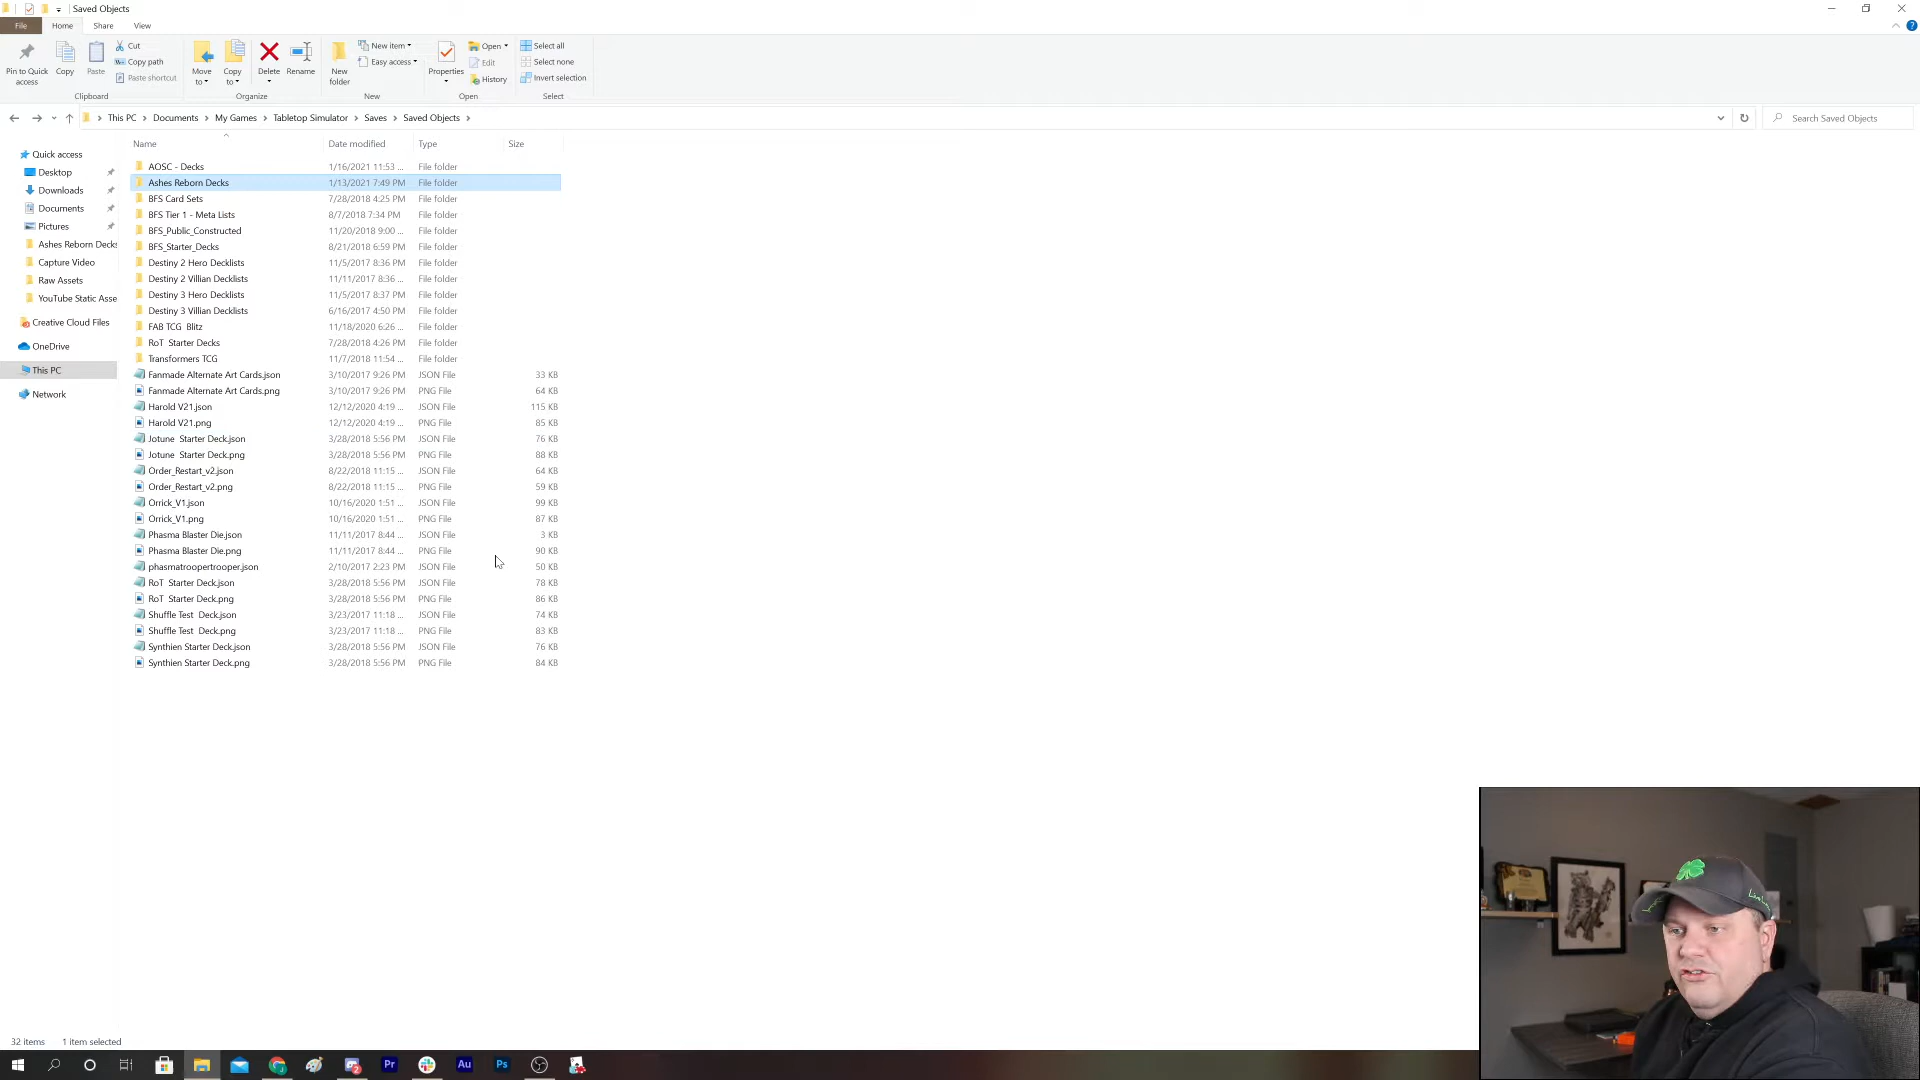 Saved Objects
File Home Share View
Pin to Quick access
Copy
Paste
Cut
Copy path
Paste shortcut
Clipboard
Move to
Copy to
Delete
Rename
Organize
New folder
New item
Easy access
New
Properties
Open
Edit
History
Open
Select all
Select none
Invert selection
Select
This PC > Documents > My Games > Tabletop Simulator > Saves > Saved Objects >
Search Saved Objects
Quick access
Desktop
Downloads
Documents
Pictures
Ashes Reborn Decks
Capture Video
Raw Assets
YouTube Static Asse
Creative Cloud Files
OneDrive
This PC
Network
Name Date modified Type Size
AOSC - Decks 1/16/2021 11:53 ... File folder
Ashes Reborn Decks 1/13/2021 7:49 PM File folder
BFS Card Sets 7/28/2018 4:25 PM File folder
BFS Tier 1 - Meta Lists 8/7/2018 7:34 PM File folder
BFS_Public_Constructed 11/20/2018 9:00 ... File folder
BFS_Starter_Decks 8/21/2018 6:59 PM File folder
Destiny 2 Hero Decklists 11/5/2017 8:36 PM File folder
Destiny 2 Villian Decklists 11/11/2017 8:36 ... File folder
Destiny 3 Hero Decklists 11/5/2017 8:37 PM File folder
Destiny 3 Villian Decklists 6/16/2017 4:50 PM File folder
FAB TCG Blitz 11/18/2020 6:26 ... File folder
RoT Starter Decks 7/28/2018 4:26 PM File folder
Transformers TCG 11/7/2018 11:54 ... File folder
Fanmade Alternate Art Cards.json 3/10/2017 9:26 PM JSON File 33 KB
Fanmade Alternate Art Cards.png 3/10/2017 9:26 PM PNG File 64 KB
Harold V21.json 12/12/2020 4:19 ... JSON File 115 KB
Harold V21.png 12/12/2020 4:19 ... PNG File 85 KB
Jotune Starter Deck.json 3/28/2018 5:56 PM JSON File 76 KB
Jotune Starter Deck.png 3/28/2018 5:56 PM PNG File 88 KB
Order_Restart_v2.json 8/22/2018 11:15 ... JSON File 64 KB
Order_Restart_v2.png 8/22/2018 11:15 ... PNG File 59 KB
Orrick_V1.json 10/16/2020 1:51 ... JSON File 99 KB
Orrick_V1.png 10/16/2020 1:51 ... PNG File 87 KB
Phasma Blaster Die.json 11/11/2017 8:44 ... JSON File 3 KB
Phasma Blaster Die.png 11/11/2017 8:44 ... PNG File 90 KB
phasmatroopertrooper.json 2/10/2017 2:23 PM JSON File 50 KB
RoT Starter Deck.json 3/28/2018 5:56 PM JSON File 78 KB
RoT Starter Deck.png 3/28/2018 5:56 PM PNG File 86 KB
Shuffle Test Deck.json 3/23/2017 11:18 ... JSON File 74 KB
Shuffle Test Deck.png 3/23/2017 11:18 ... PNG File 83 KB
Synthien Starter Deck.json 3/28/2018 5:56 PM JSON File 76 KB
Synthien Starter Deck.png 3/28/2018 5:56 PM PNG File 84 KB
32 items 1 item selected
Pr Au Ps